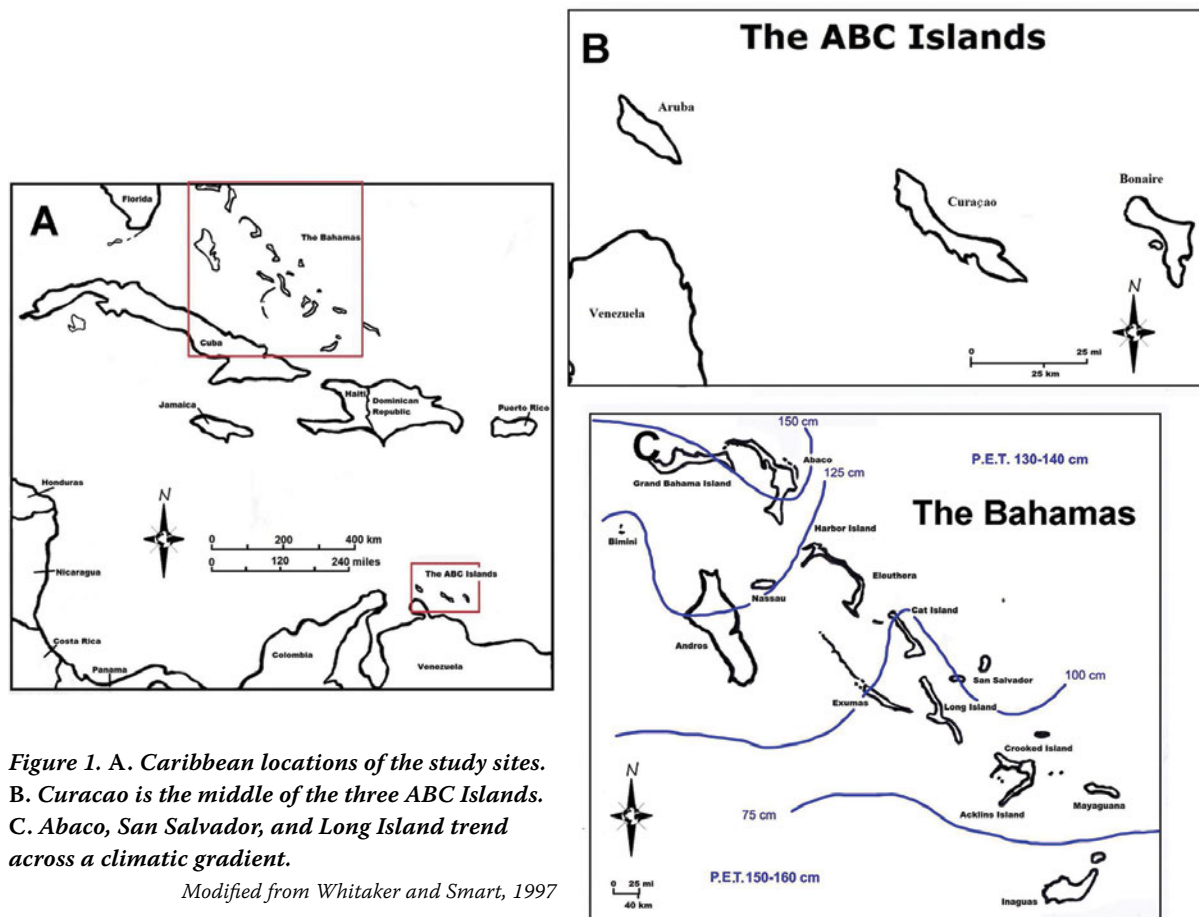 A
Florida
The Bahamas
Cuba
Haiti
Dominican
Republic
Jamaica
Puerto Rico
Honduras
N
0 200 400 km
0 120 240 miles
Nicaragua
The ABC Islands
Costa Rica
Panama
Colombia
Venezuela
B
The ABC Islands
Aruba
Curaçao
Bonaire
Venezuela
N
0 25 mi
25 km
C
150 cm
Abaco
125 cm
P.E.T. 130-140 cm
Grand Bahama Island
The Bahamas
Harbor Island
Bimini
Eleuthera
Nassau
Cat Island
Andros
San Salvador
100 cm
Exumas
Long Island
Crooked Island
N
Acklins Island
Mayaguana
75 cm
P.E.T. 150-160 cm
0 25 mi
40 km
Inaguas
Figure 1. A. Caribbean locations of the study sites.
B. Curacao is the middle of the three ABC Islands.
C. Abaco, San Salvador, and Long Island trend
across a climatic gradient.
Modified from Whitaker and Smart, 1997